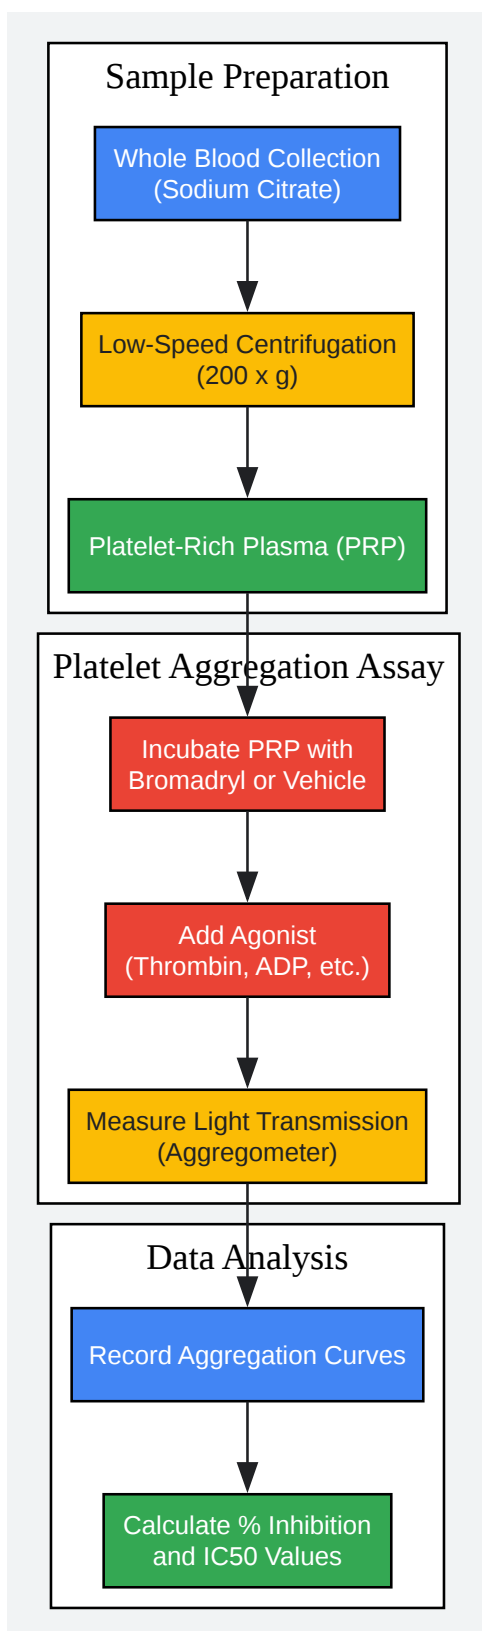 Sample Preparation
Whole Blood Collection
(Sodium Citrate)
Low-Speed Centrifugation
(200 x g)
Platelet-Rich Plasma (PRP)
Platelet Aggregation Assay
Incubate PRP with
Bromadryl or Vehicle
Add Agonist
(Thrombin, ADP, etc.)
Measure Light Transmission
(Aggregometer)
Data Analysis
Record Aggregation Curves
Calculate % Inhibition
and IC50 Values